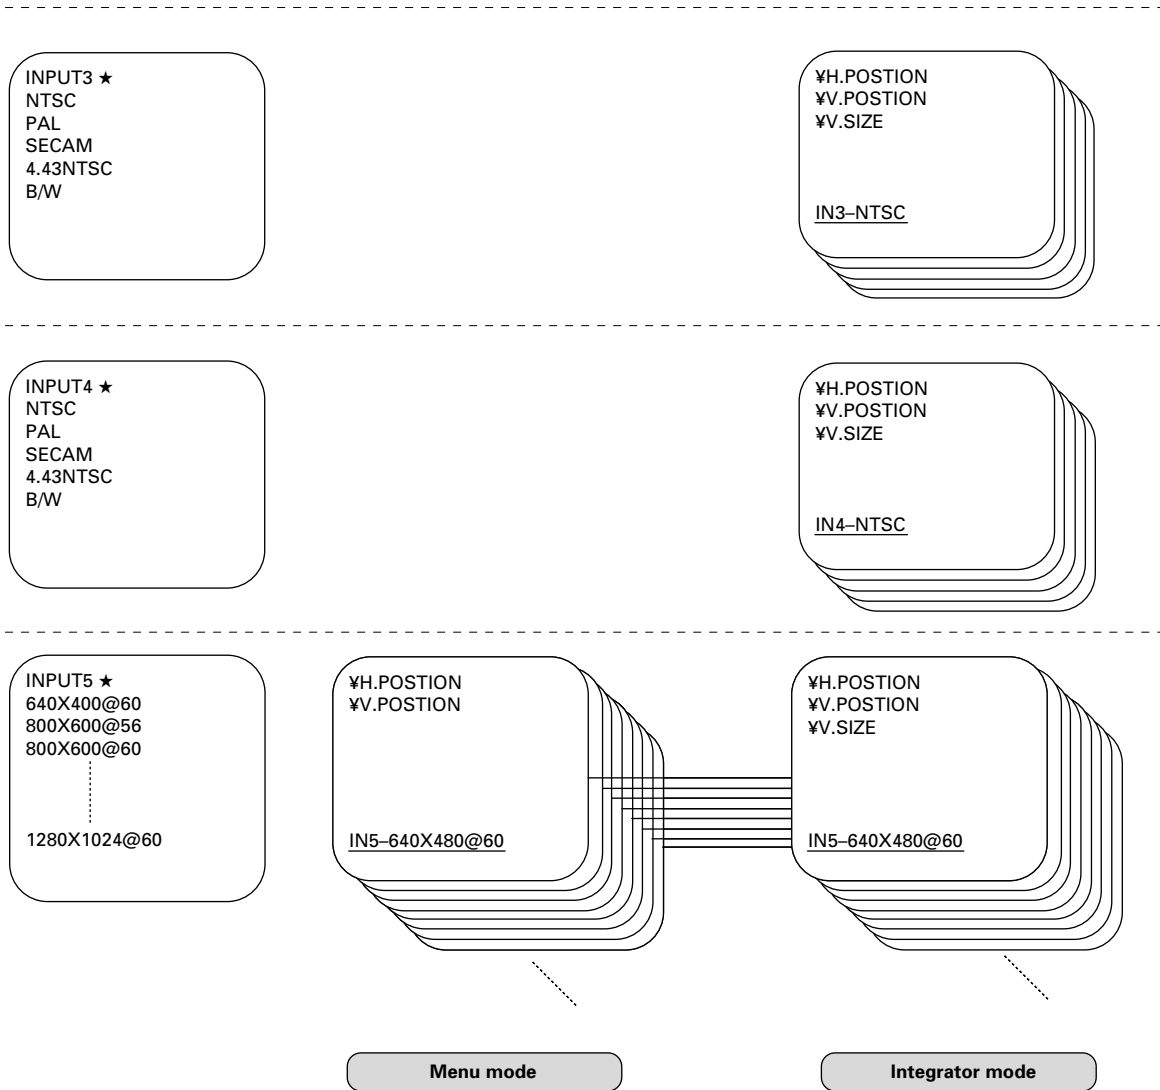 INPUT3 ★
NTSC
PAL
SECAM
4.43NTSC
B/W
¥H.POSTION
¥V.POSTION
¥V.SIZE
IN3–NTSC
INPUT4 ★
NTSC
PAL
SECAM
4.43NTSC
B/W
¥H.POSTION
¥V.POSTION
¥V.SIZE
IN4–NTSC
INPUT5 ★
640X400@60
800X600@56
800X600@60
1280X1024@60
¥H.POSTION
¥V.POSTION
IN5–640X480@60
¥H.POSTION
¥V.POSTION
¥V.SIZE
IN5–640X480@60
Menu mode
Integrator mode